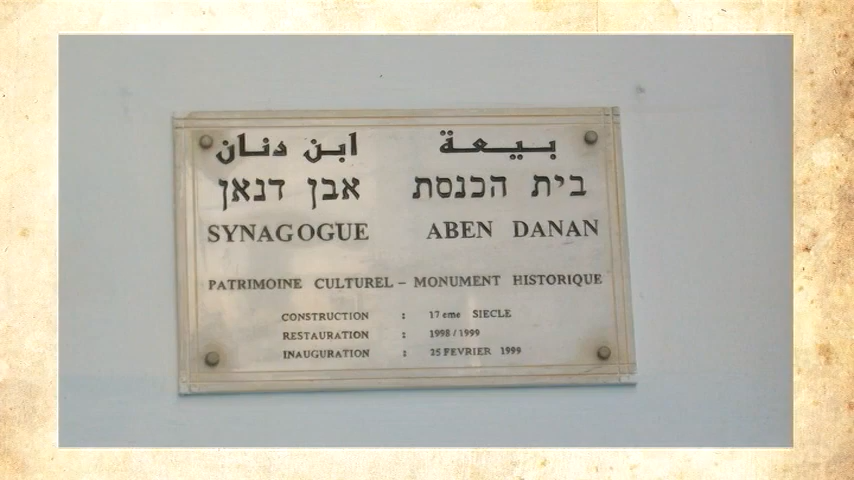 بيعة ابن دنان
בית הכנסת אבן דנאן
SYNAGOGUE ABEN DANAN
PATRIMOINE CULTUREL – MONUMENT HISTORIQUE
CONSTRUCTION : 17 eme SIECLE
RESTAURATION : 1998 / 1999
INAUGURATION : 25 FEVRIER 1999